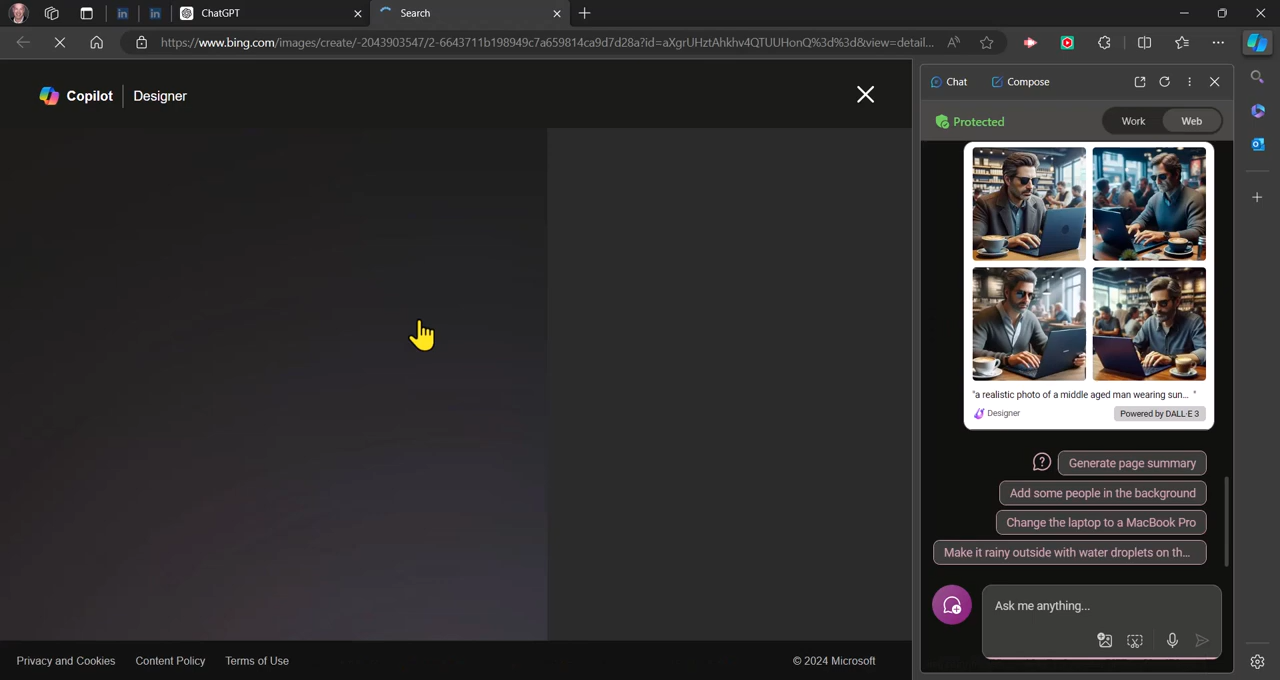 ChatGPT
Search
https://www.bing.com/images/create/-2043903547/2-6643711b198949c7a659814ca9d7d28a?id=aXgrUHztAhkhv4QTUUHonQ%3d%3d&view=detail...
Copilot
Designer
Chat
Compose
Protected
Work
Web
"a realistic photo of a middle aged man wearing sun... "
Designer
Powered by DALL·E 3
Generate page summary
Add some people in the background
Change the laptop to a MacBook Pro
Make it rainy outside with water droplets on th...
Ask me anything...
Privacy and Cookies
Content Policy
Terms of Use
© 2024 Microsoft